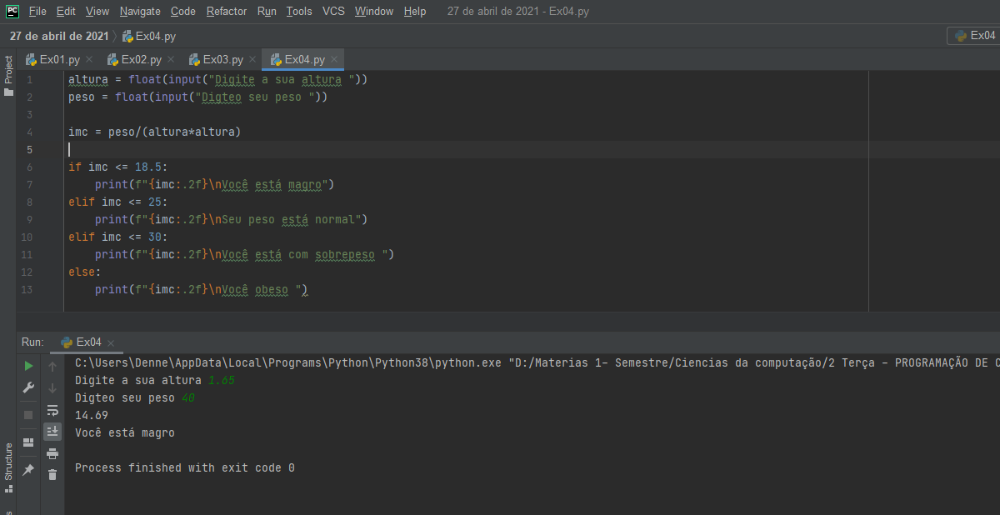 PC File Edit View Navigate Code Refactor Run Tools VCS Window Help 27 de abril de 2021 - Ex04.py
27 de abril de 2021 Ex04.py Ex04
Ex01.py Ex02.py Ex03.py Ex04.py
Project
1 altura = float(input("Digite a sua altura "))
2 peso = float(input("Digteo seu peso "))
3
4 imc = peso/(altura*altura)
5
6 if imc <= 18.5:
7 print(f"{imc:.2f}\nVocê está magro")
8 elif imc <= 25:
9 print(f"{imc:.2f}\nSeu peso está normal")
10 elif imc <= 30:
11 print(f"{imc:.2f}\nVocê está com sobrepeso ")
12 else:
13 print(f"{imc:.2f}\nVocê obeso ")
Run: Ex04
C:\Users\Denne\AppData\Local\Programs\Python\Python38\python.exe "D:/Materias 1- Semestre/Ciencias da computação/2 Terça - PROGRAMAÇÃO DE C
Digite a sua altura 1.65
Digteo seu peso 40
14.69
Você está magro
Process finished with exit code 0
Structure